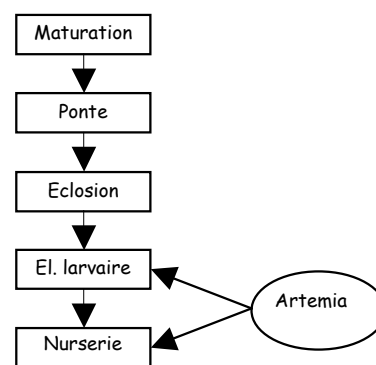 Maturation
Ponte
Eclosion
El. larvaire
Artemia
Nurserie